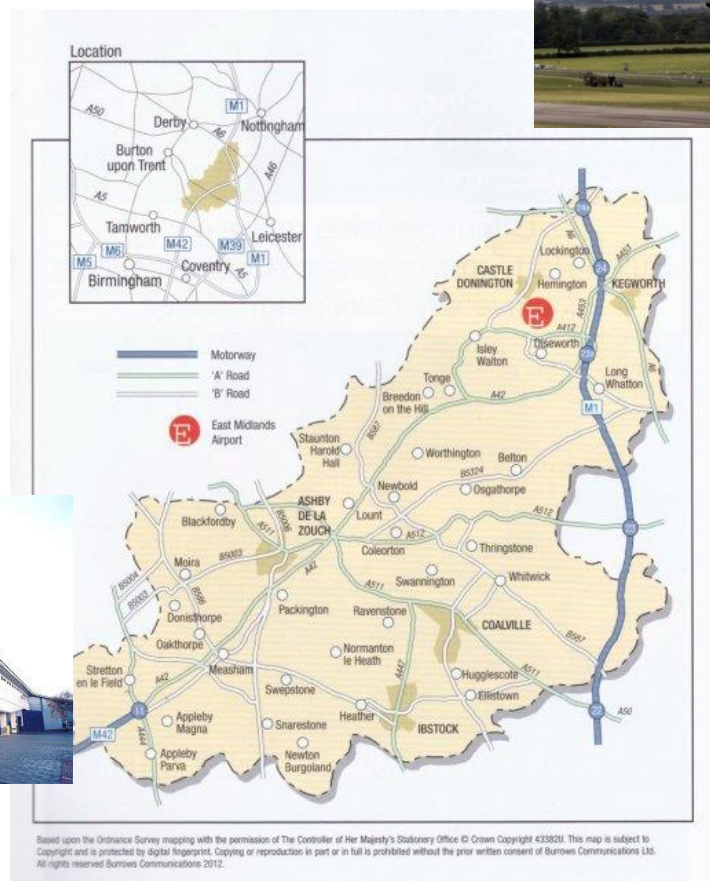 Location
A50
M1
Derby
A6
Nottingham
Burton
upon Trent
A46
A5
Tamworth
M42
M39
Leicester
M6
M5
M1
Coventry
A5
Birmingham
24a
A6
Lockington
A453
CASTLE
DONINGTON
24
Hemington
KEGWORTH
A453
E
A412
Isley
Walton
Diseworth
23a
A6
Long
Whatton
Tonge
Breedon
on the Hill
A42
M1
Motorway
'A' Road
'B' Road
E
East Midlands
Airport
B587
Staunton
Harold
Hall
Worthington
Belton
B5324
Newbold
Osgathorpe
ASHBY
DE LA
ZOUCH
Lount
A512
23
Blackfordby
A511
B5006
Coleorton
A512
Thringstone
B5003
A42
Moira
Swannington
Whitwick
B5004
B5003
B586
A511
Packington
Ravenstone
COALVILLE
Donisthorpe
Oakthorpe
Normanton
le Heath
B587
Measham
A447
Hugglescote
A511
Stretton
en le Field
A42
Swepstone
Ellistown
11
Heather
22
A50
M42
Appleby
Magna
Snarestone
IBSTOCK
A444
Appleby
Parva
Newton
Burgoland
Based upon the Ordnance Survey mapping with the permission of The Controller of Her Majesty's Stationery Office © Crown Copyright 43382U. This map is subject to
Copyright and is protected by digital fingerprint. Copying or reproduction in part or in full is prohibited without the prior written consent of Burrows Communications Ltd.
All rights reserved Burrows Communications 2012.